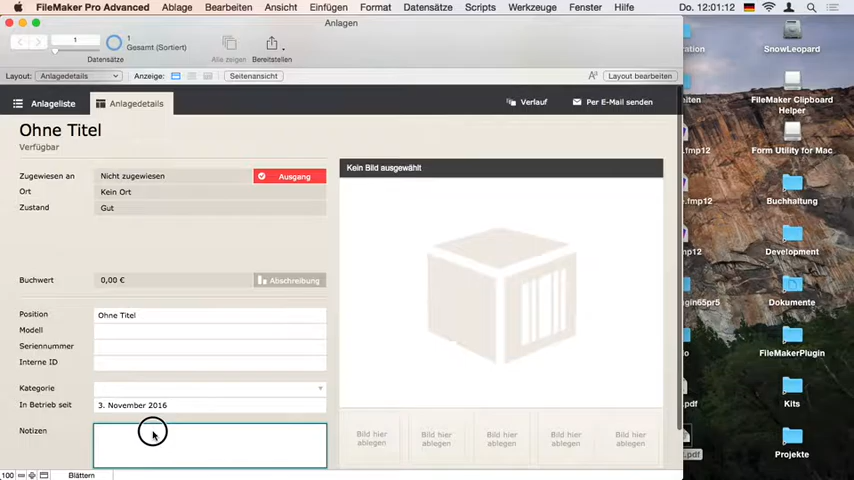 FileMaker Pro Advanced Ablage Bearbeiten Ansicht Einfügen Format Datensätze Scripts Werkzeuge Fenster Hilfe Do. 12:01:12
Anlagen
1
1
Gesamt (Sortiert)
Datensätze
Alle zeigen
Bereitstellen
Layout: Anlagedetails Anzeige: Seitenansicht Layout bearbeiten
Anlageliste Anlagedetails Verlauf Per E-Mail senden
Ohne Titel
Verfügbar
Zugewiesen an Nicht zugewiesen Ausgang
Ort Kein Ort
Zustand Gut
Buchwert 0,00 € Abschreibung
Position Ohne Titel
Modell
Seriennummer
Interne ID
Kategorie
In Betrieb seit 3. November 2016
Notizen
Kein Bild ausgewählt
Bild hier ablegen
Bild hier ablegen
Bild hier ablegen
Bild hier ablegen
Bild hier ablegen
100 Blättern
SnowLeopard
FileMaker Clipboard
Helper
Form Utility for Mac
Buchhaltung
Development
Dokumente
FileMakerPlugin
Kits
Projekte
.fmp12
.fmp12
ugin65pr5
.pdf
.pdf